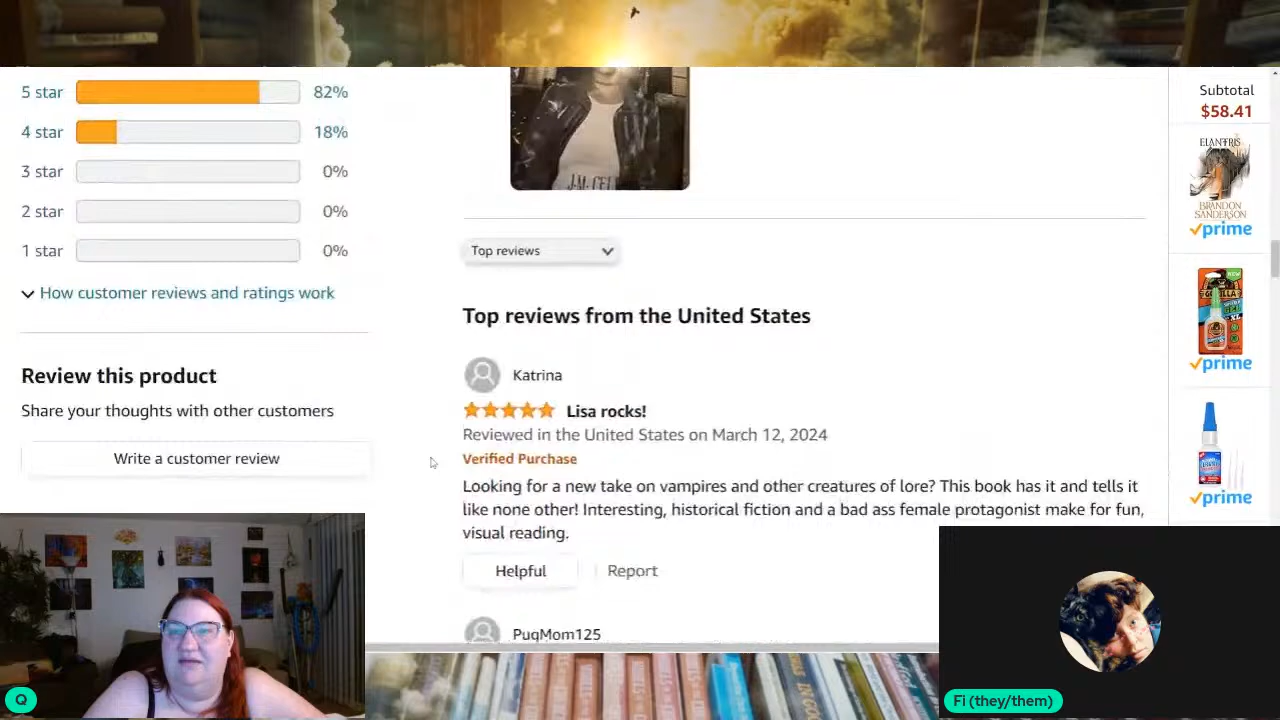 5 star 82%
4 star 18%
3 star 0%
2 star 0%
1 star 0%
How customer reviews and ratings work
Review this product
Share your thoughts with other customers
Write a customer review
Top reviews
Top reviews from the United States
Katrina
Lisa rocks!
Reviewed in the United States on March 12, 2024
Verified Purchase
Looking for a new take on vampires and other creatures of lore? This book has it and tells it
like none other! Interesting, historical fiction and a bad ass female protagonist make for fun,
visual reading.
Helpful
Report
PugMom125
Subtotal
$58.41
ELANTRIS
BRANDON
SANDERSON
prime
GORILLA
prime
prime
Q
Fi (they/them)